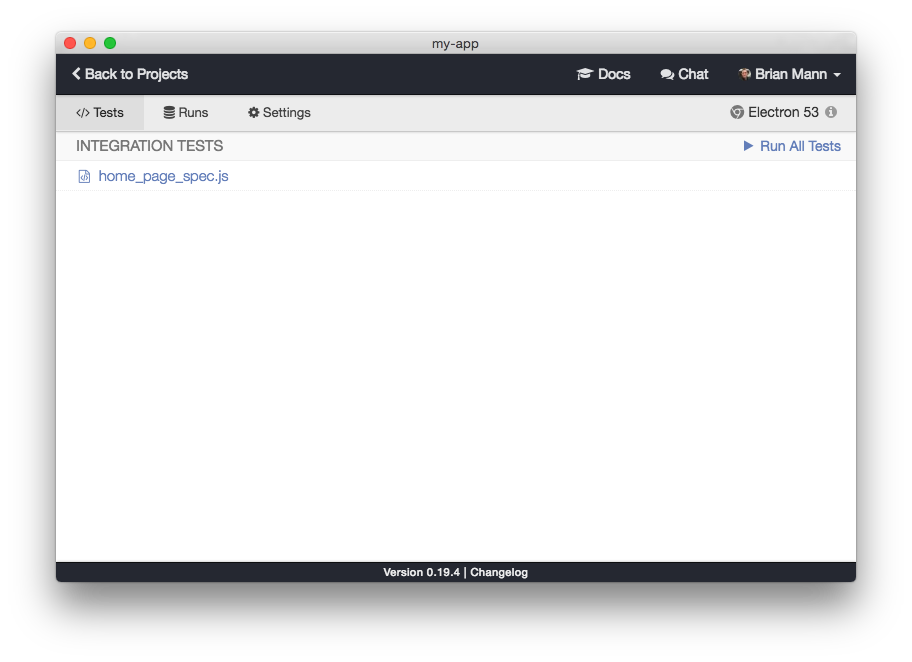 my-app
Back to Projects Docs Chat Brian Mann
Tests Runs Settings Electron 53
INTEGRATION TESTS Run All Tests
home_page_spec.js
Version 0.19.4 | Changelog